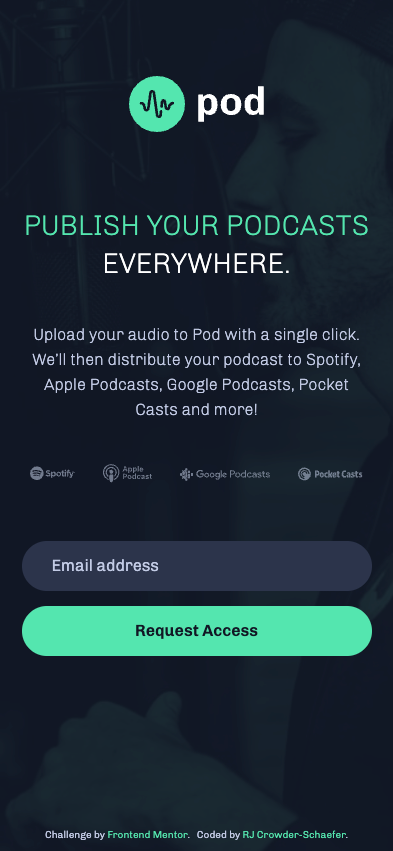 pod
PUBLISH YOUR PODCASTS
EVERYWHERE.
Upload your audio to Pod with a single click.
We'll then distribute your podcast to Spotify,
Apple Podcasts, Google Podcasts, Pocket
Casts and more!
Spotify Apple Podcast Google Podcasts Pocket Casts
Email address
Request Access
Challenge by Frontend Mentor. Coded by RJ Crowder-Schaefer.